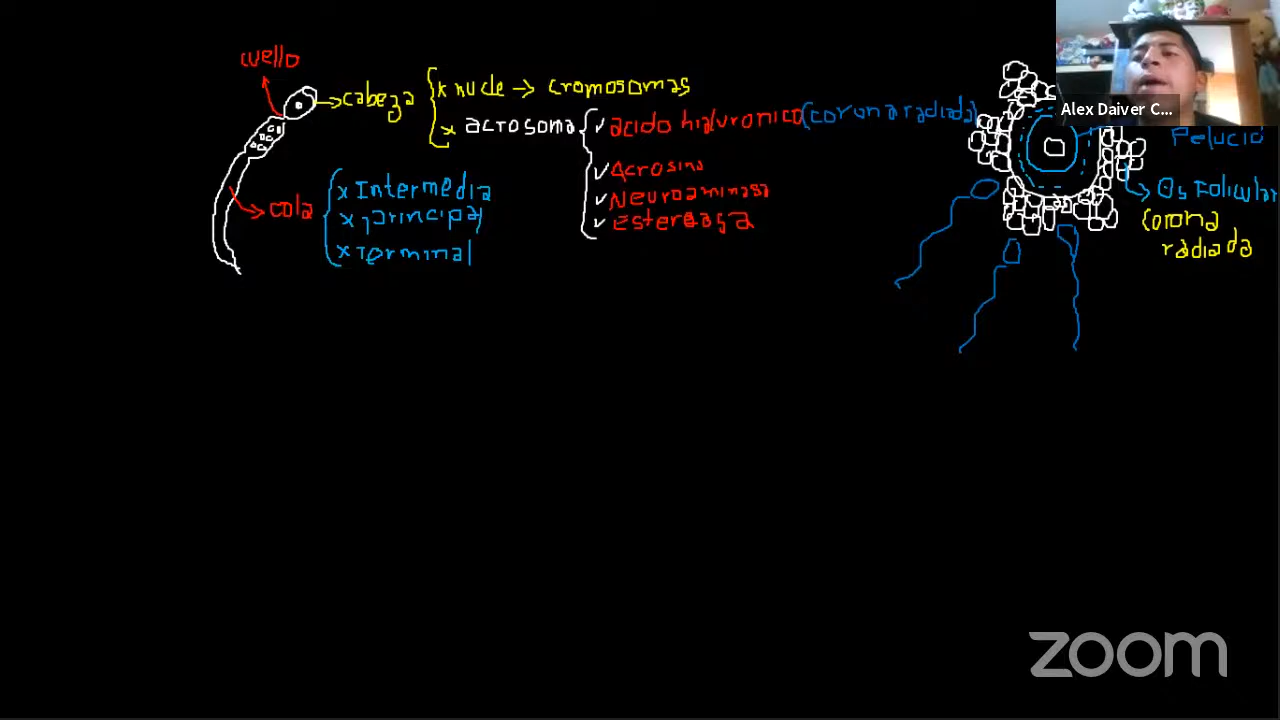 cuello
cabeza
nucle → cromosomas
acrosoma
acido hialuronico (corona radiada)
Acrosina
Neuroaminasa
cola
Intermedia
principal
Terminal
Alex Daiver C...
Pelucid
Os Folicular
corona
radiada
zoom